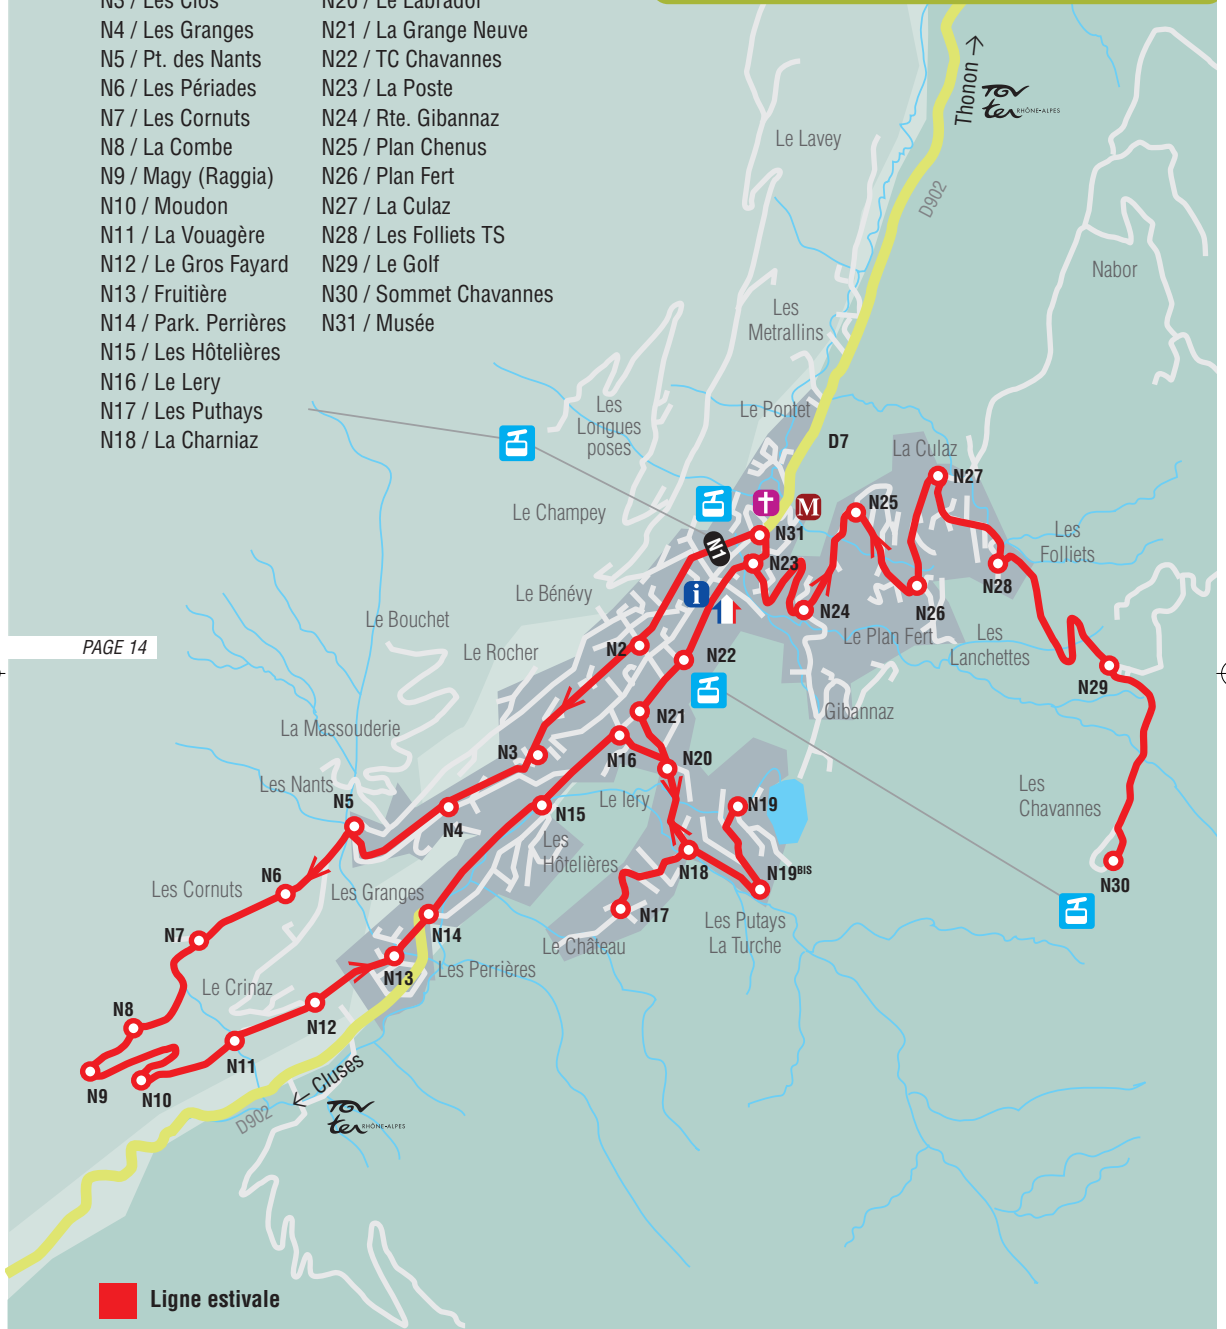 N3 / Les Clos
N4 / Les Granges
N5 / Pt. des Nants
N6 / Les Périades
N7 / Les Cornuts
N8 / La Combe
N9 / Magy (Raggia)
N10 / Moudon
N11 / La Vouagère
N12 / Le Gros Fayard
N13 / Fruitière
N14 / Park. Perrières
N15 / Les Hôtelières
N16 / Le Lery
N17 / Les Puthays
N18 / La Charniaz
N20 / Le Labrador
N21 / La Grange Neuve
N22 / TC Chavannes
N23 / La Poste
N24 / Rte. Gibannaz
N25 / Plan Chenus
N26 / Plan Fert
N27 / La Culaz
N28 / Les Folliets TS
N29 / Le Golf
N30 / Sommet Chavannes
N31 / Musée
Thonon
TGV
ter RHÔNE-ALPES
Le Lavey
D902
Nabor
Les
Metrallins
Le Pontet
Les
Longues
poses
D7
La Culaz
N27
N25
Le Champey
M
N31
N1
N23
Les
Folliets
N28
i
Le Bénévy
N24
N26
Le Bouchet
Le Plan Fert
Les
Lanchettes
PAGE 14
Le Rocher
N2
N22
N29
N21
Gibannaz
La Massouderie
N3
N16
N20
Les Nants
N5
Le lery
N19
Les
Chavannes
N4
N15
Les
Hôtelières
N18
N19BIS
N30
Les Cornuts
N6
Les Granges
N17
Les Putays
La Turche
N7
N14
Le Château
N13
Les Perrières
Le Crinaz
N8
N12
N11
N9
N10
Cluses
D902
TGV
ter RHÔNE-ALPES
Ligne estivale